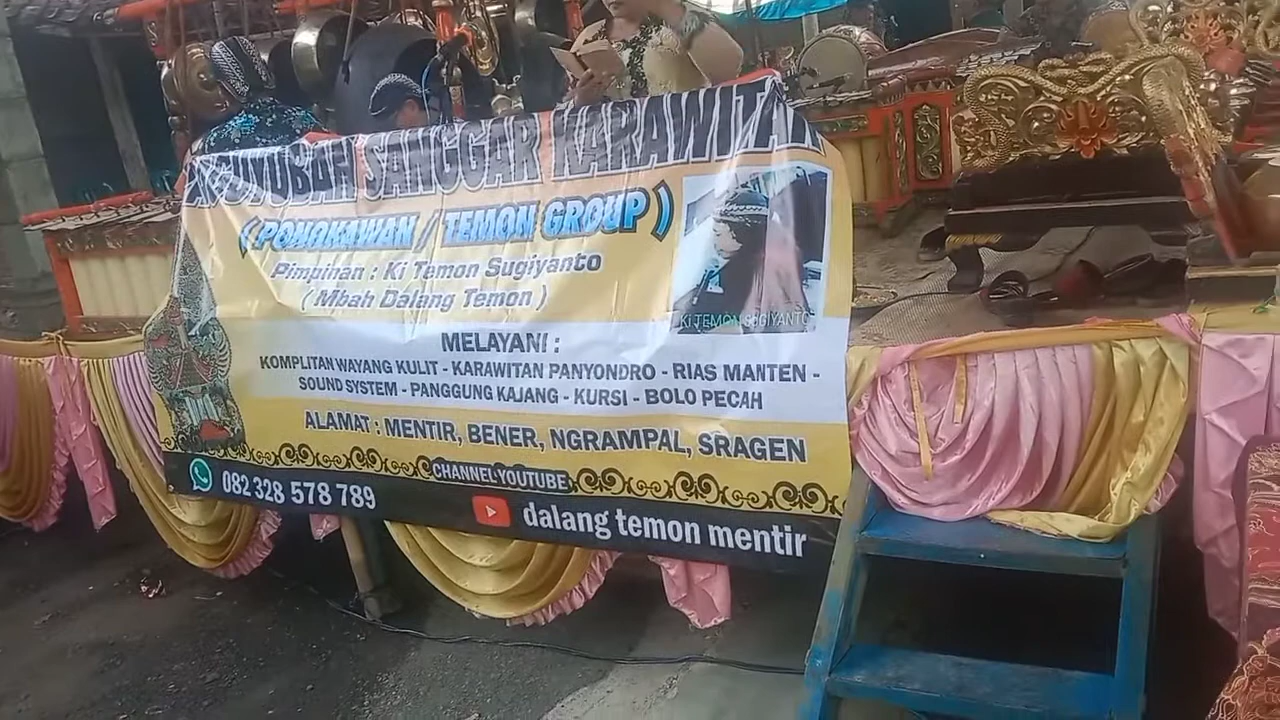 PAGUYUBAH SANGGAR KARAWITAN
( PONOKAWAN / TEMON GROUP )
Pimpinan : Ki Temon Sugiyanto
( Mbah Dalang Temon )
KI TEMON SUGIYANTO
MELAYANI :
KOMPLITAN WAYANG KULIT - KARAWITAN PANYONDRO - RIAS MANTEN -
SOUND SYSTEM - PANGGUNG KAJANG - KURSI - BOLO PECAH
ALAMAT : MENTIR, BENER, NGRAMPAL, SRAGEN
CHANNEL YOUTUBE
082 328 578 789
dalang temon mentir